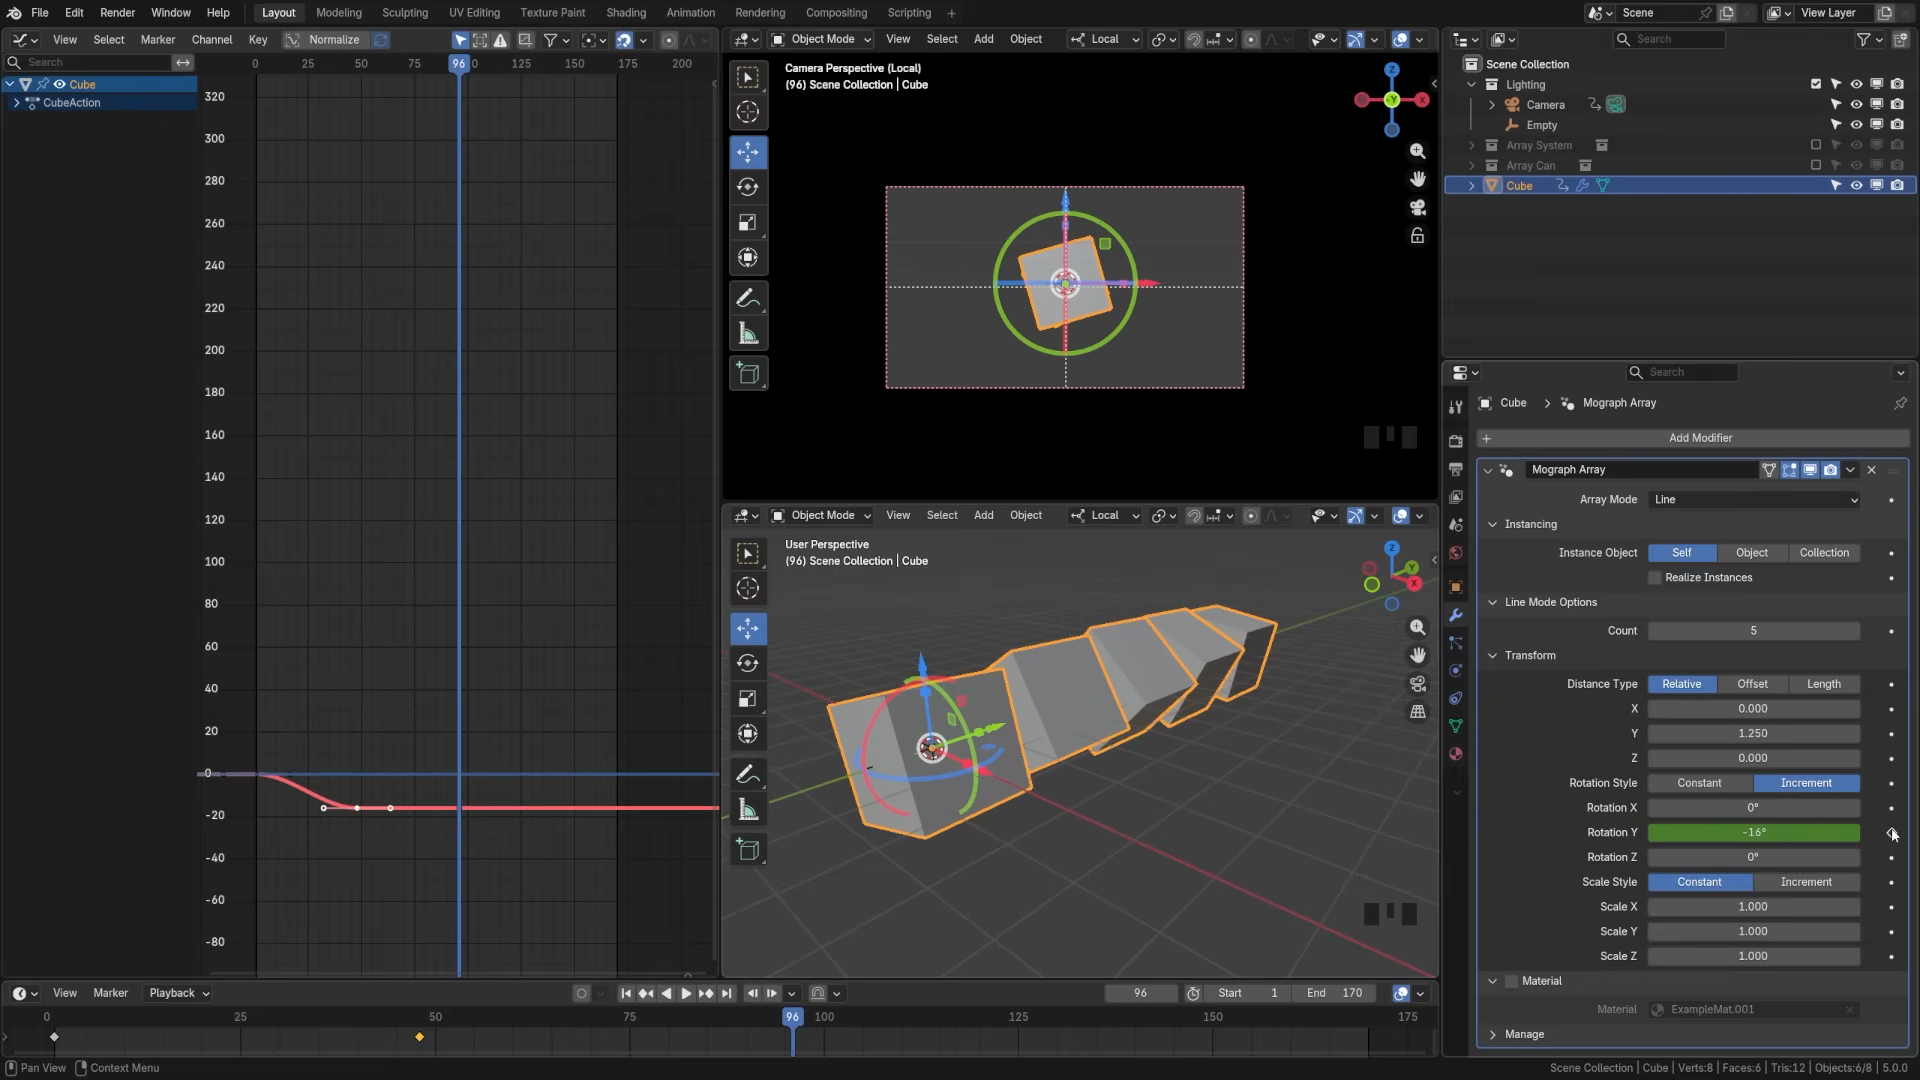 File Edit Render Window Help Layout Modeling Sculpting UV Editing Texture Paint Shading Animation Rendering Compositing Scripting + Scene View Layer
View Select Marker Channel Key Normalize
Search
0 25 50 75 96 0 125 150 175 200
Cube
CubeAction
320
300
280
260
240
220
200
180
160
140
120
100
80
60
40
20
0
-20
-40
-60
-80
Object Mode View Select Add Object Local
Camera Perspective (Local)
(96) Scene Collection | Cube
Z
-Y
X
Object Mode View Select Add Object Local
User Perspective
(96) Scene Collection | Cube
Z
Y
X
Search
Scene Collection
Lighting
Camera
Empty
Array System
Array Can
Cube
Search
Cube > Mograph Array
+ Add Modifier
Mograph Array
Array Mode Line
Instancing
Instance Object Self Object Collection
Realize Instances
Line Mode Options
Count 5
Transform
Distance Type Relative Offset Length
X 0.000
Y 1.250
Z 0.000
Rotation Style Constant Increment
Rotation X 0°
Rotation Y -16°
Rotation Z 0°
Scale Style Constant Increment
Scale X 1.000
Scale Y 1.000
Scale Z 1.000
Material
Material ExampleMat.001
Manage
View Marker Playback 96 Start 1 End 170
0 25 50 75 96 100 125 150 175
Pan View Context Menu
Scene Collection | Cube | Verts:8 | Faces:6 | Tris:12 | Objects:6/8 | 5.0.0